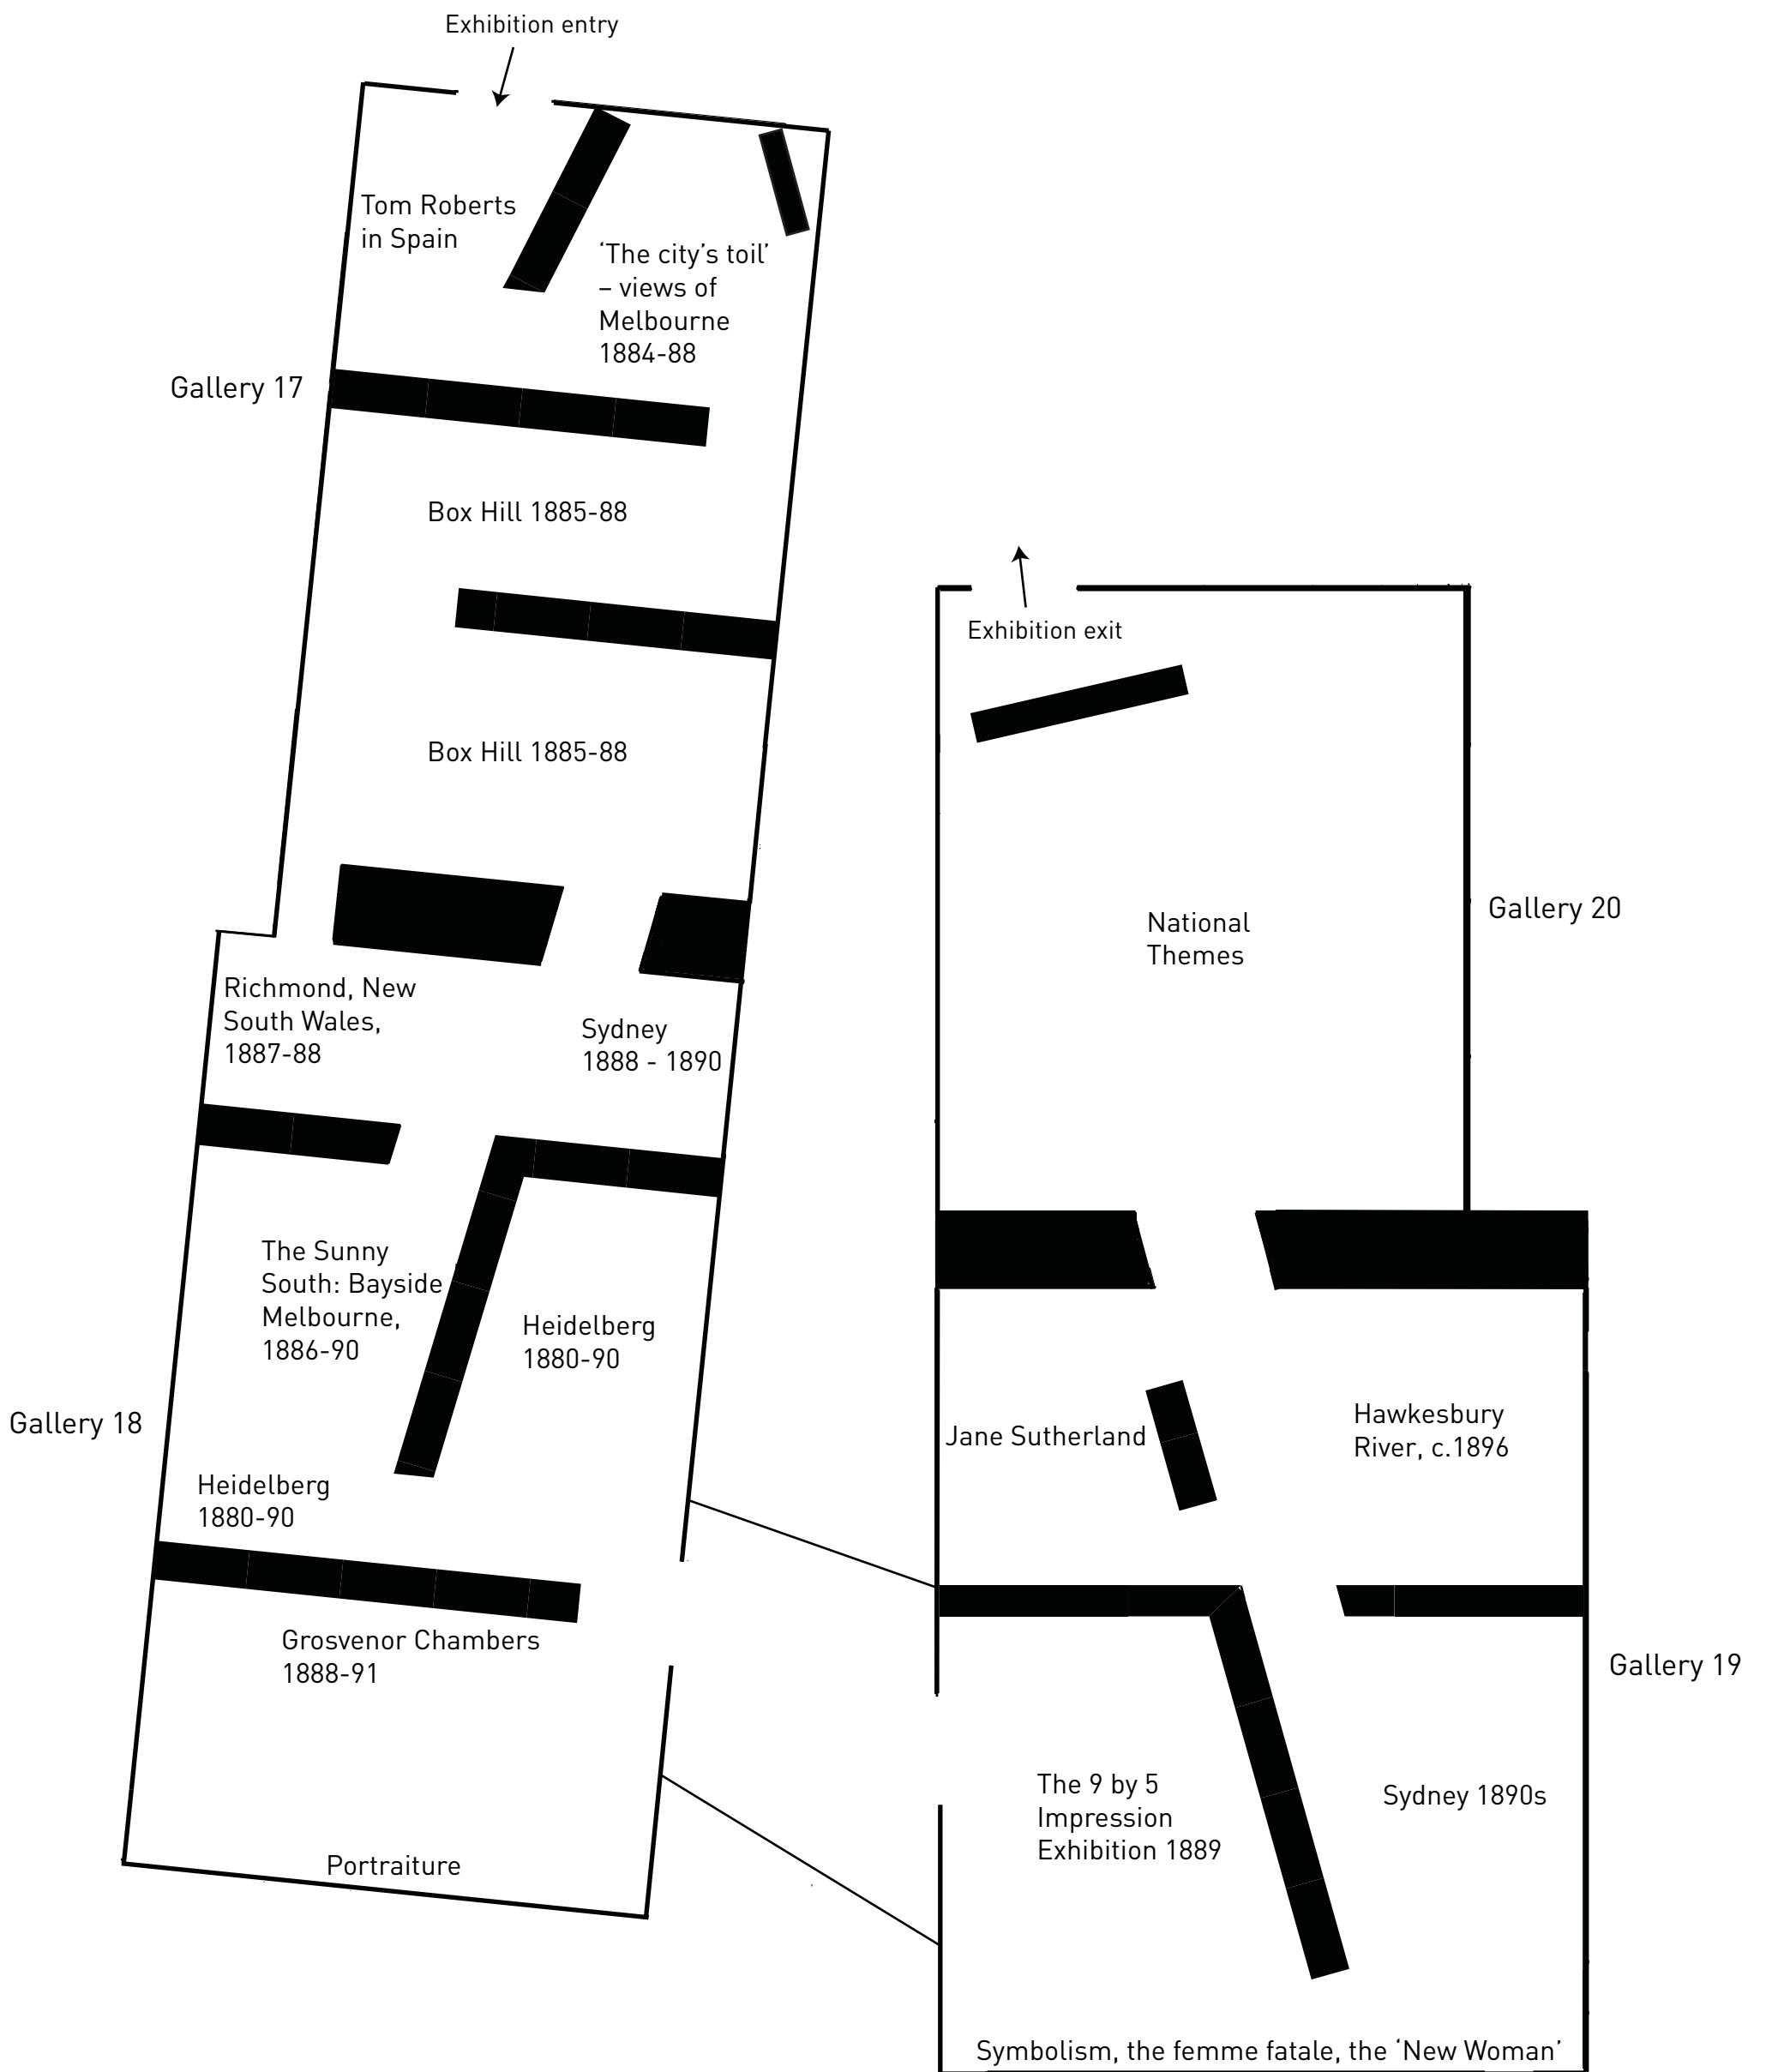 Exhibition entry
Tom Roberts
in Spain
‘The city’s toil’
– views of
Melbourne
1884-88
Gallery 17
Box Hill 1885-88
Box Hill 1885-88
Richmond, New
South Wales,
1887-88
Sydney
1888 - 1890
The Sunny
South: Bayside
Melbourne,
1886-90
Heidelberg
1880-90
Gallery 18
Heidelberg
1880-90
Grosvenor Chambers
1888-91
Portraiture
Exhibition exit
National
Themes
Gallery 20
Jane Sutherland
Hawkesbury
River, c.1896
Gallery 19
The 9 by 5
Impression
Exhibition 1889
Sydney 1890s
Symbolism, the femme fatale, the ‘New Woman’